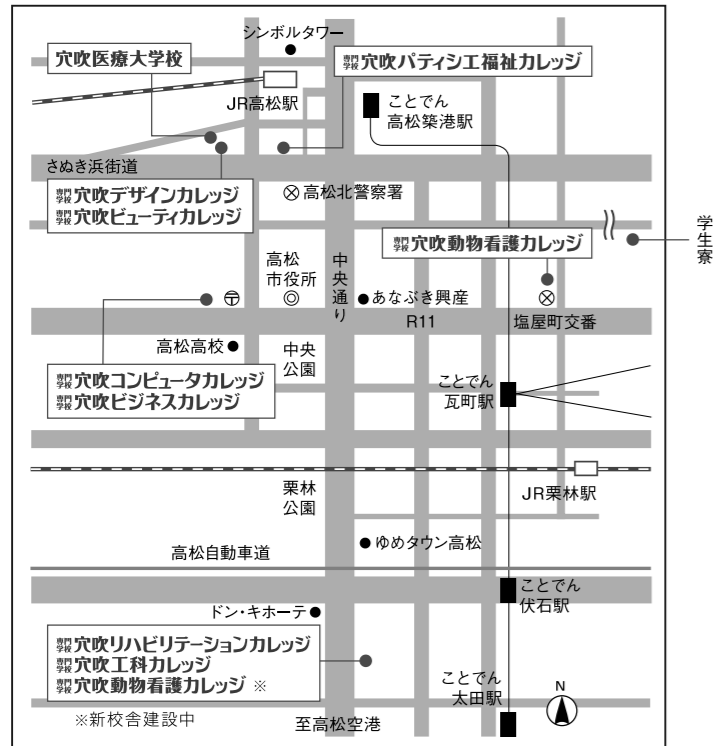 シンボルタワー
穴吹医療大学校
専門学校 穴吹パティシエ福祉カレッジ
JR高松駅
ことでん
高松築港駅
さぬき浜街道
専門学校 穴吹デザインカレッジ
専門学校 穴吹ビューティカレッジ
高松北警察署
専門学校 穴吹動物看護カレッジ
学生寮
高松
市役所
中央通り
あなぶき興産
R11
塩屋町交番
高松高校
中央
公園
専門学校 穴吹コンピュータカレッジ
専門学校 穴吹ビジネスカレッジ
ことでん
瓦町駅
栗林
公園
JR栗林駅
ゆめタウン高松
高松自動車道
ことでん
伏石駅
ドン・キホーテ
専門学校 穴吹リハビリテーションカレッジ
専門学校 穴吹工科カレッジ
専門学校 穴吹動物看護カレッジ ※
ことでん
太田駅
N
※新校舎建設中
至高松空港